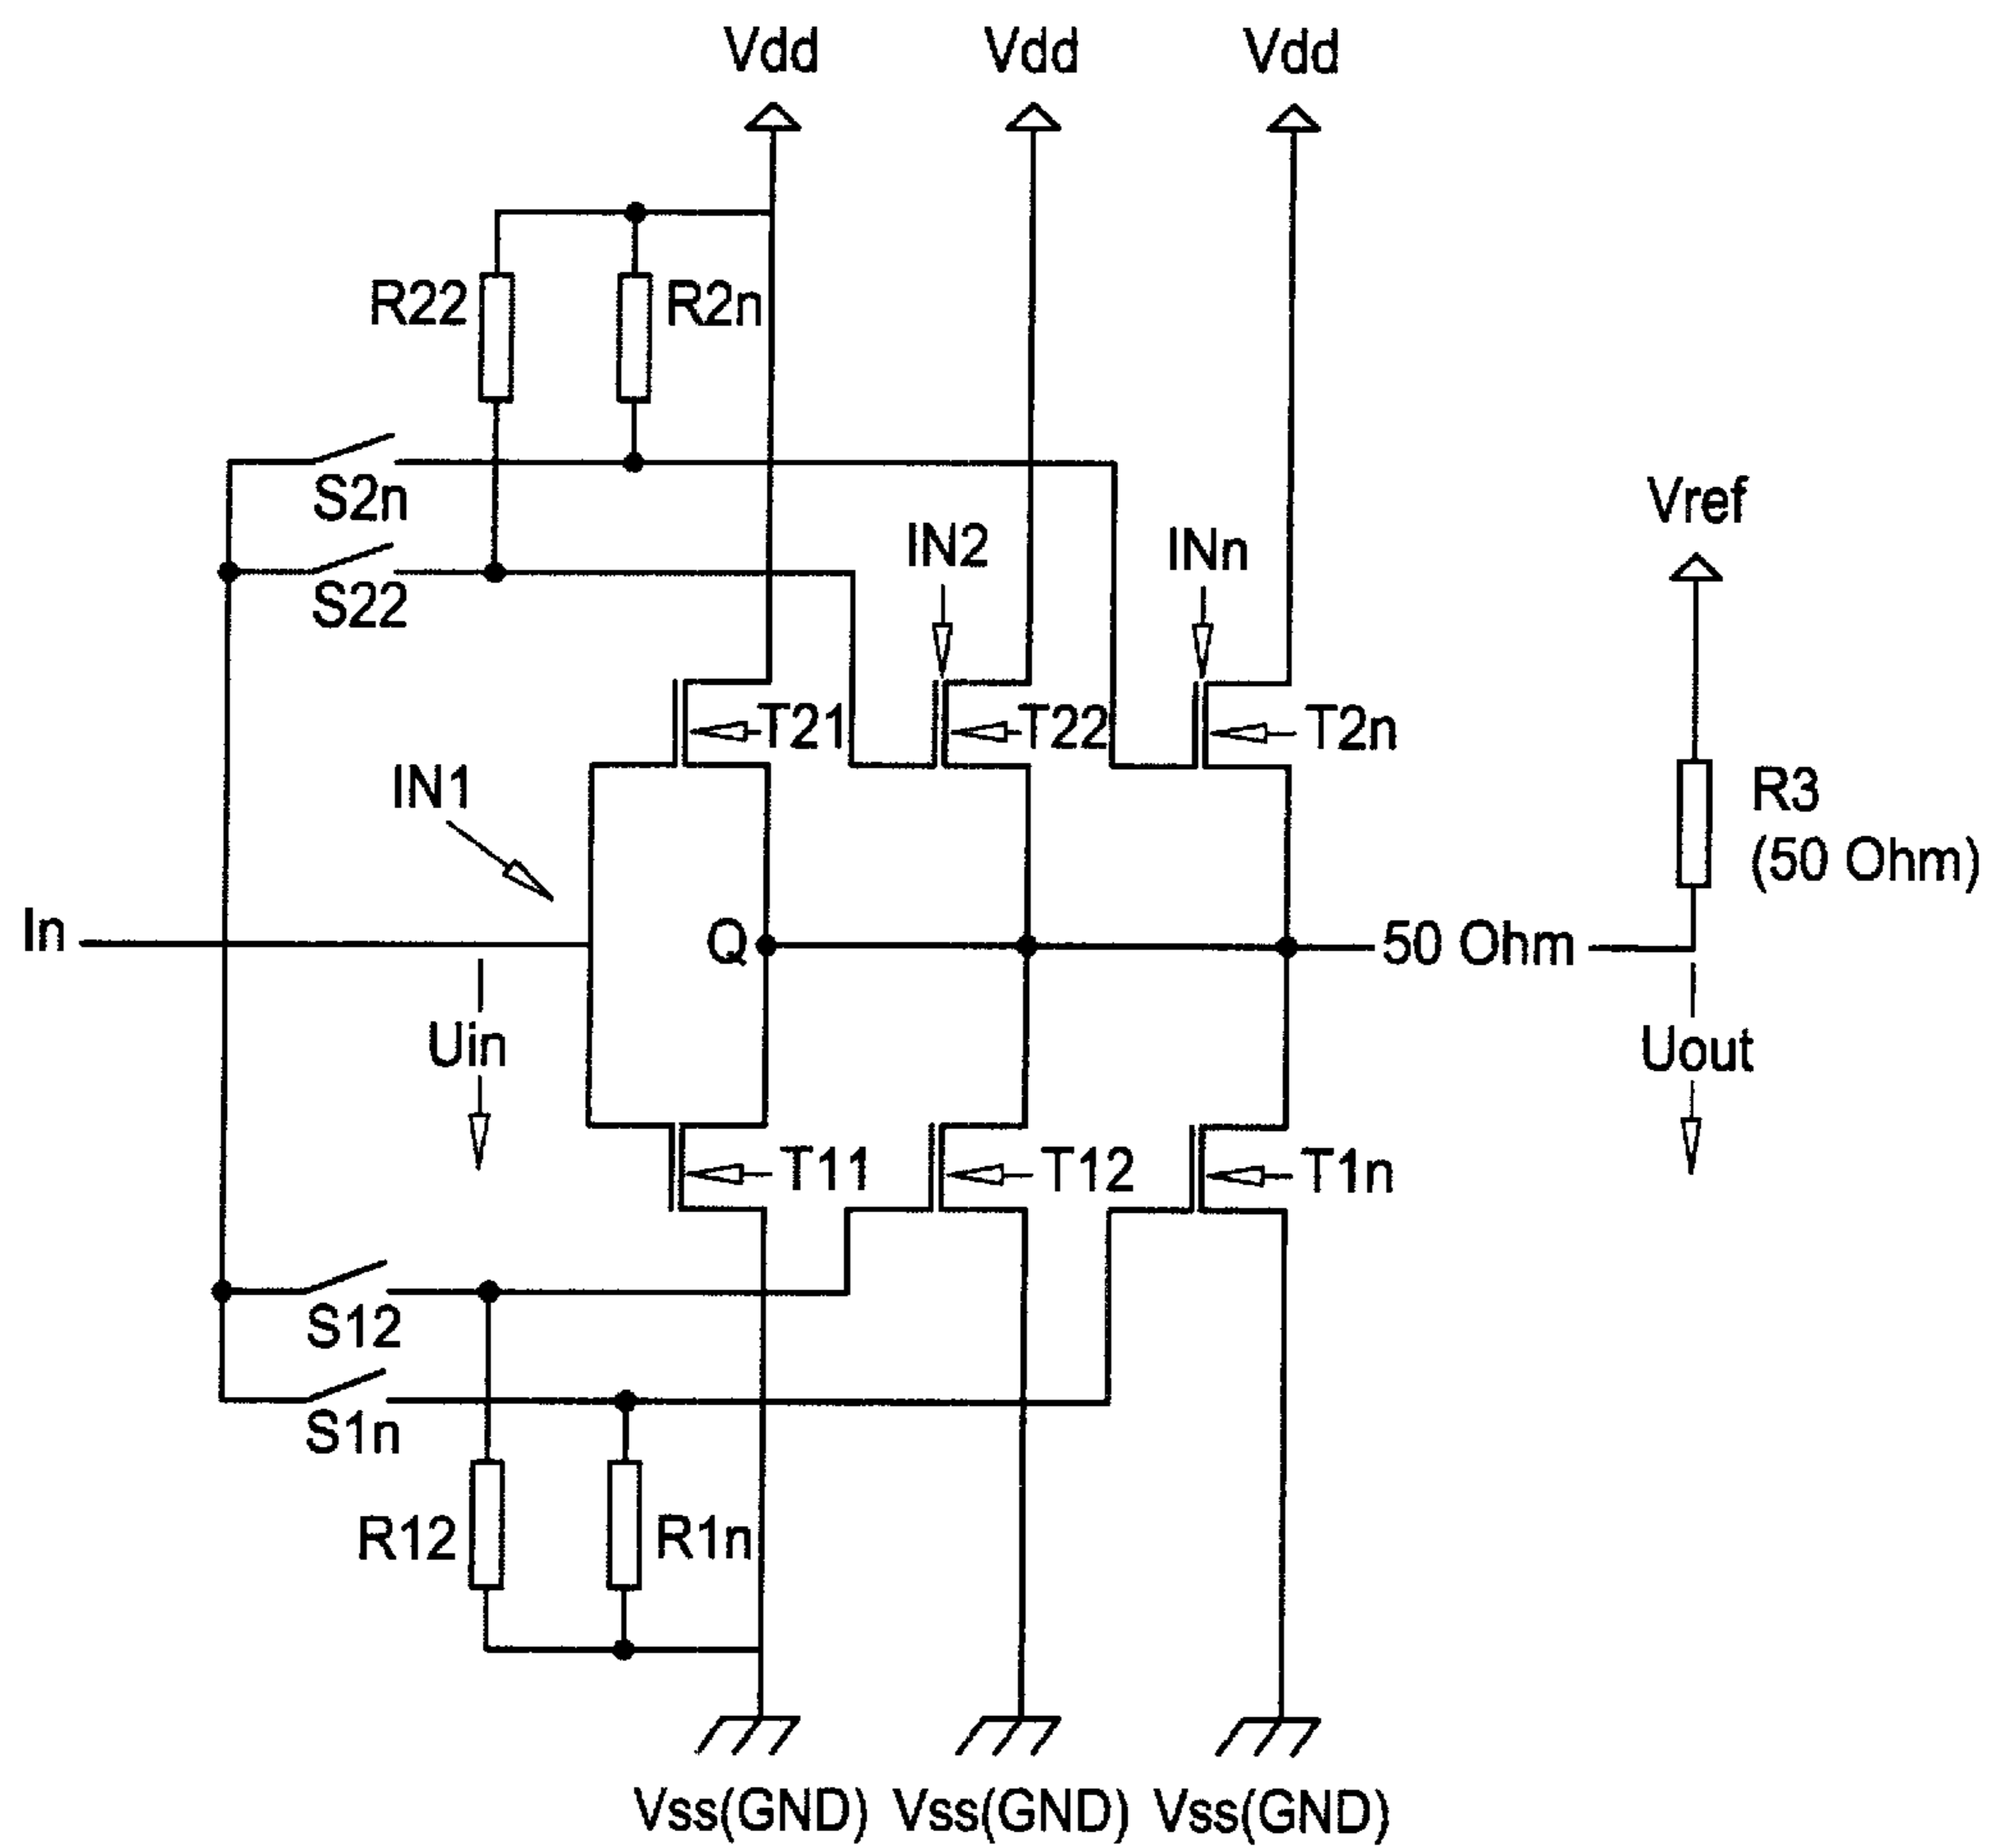 Vdd Vdd Vdd
R22 R2n
S2n
Vref
IN2 INn
S22
T21 T22 T2n
IN1
R3
(50 Ohm)
In Q 50 Ohm
Uin Uout
T11 T12 T1n
S12
S1n
R12 R1n
Vss(GND) Vss(GND) Vss(GND)